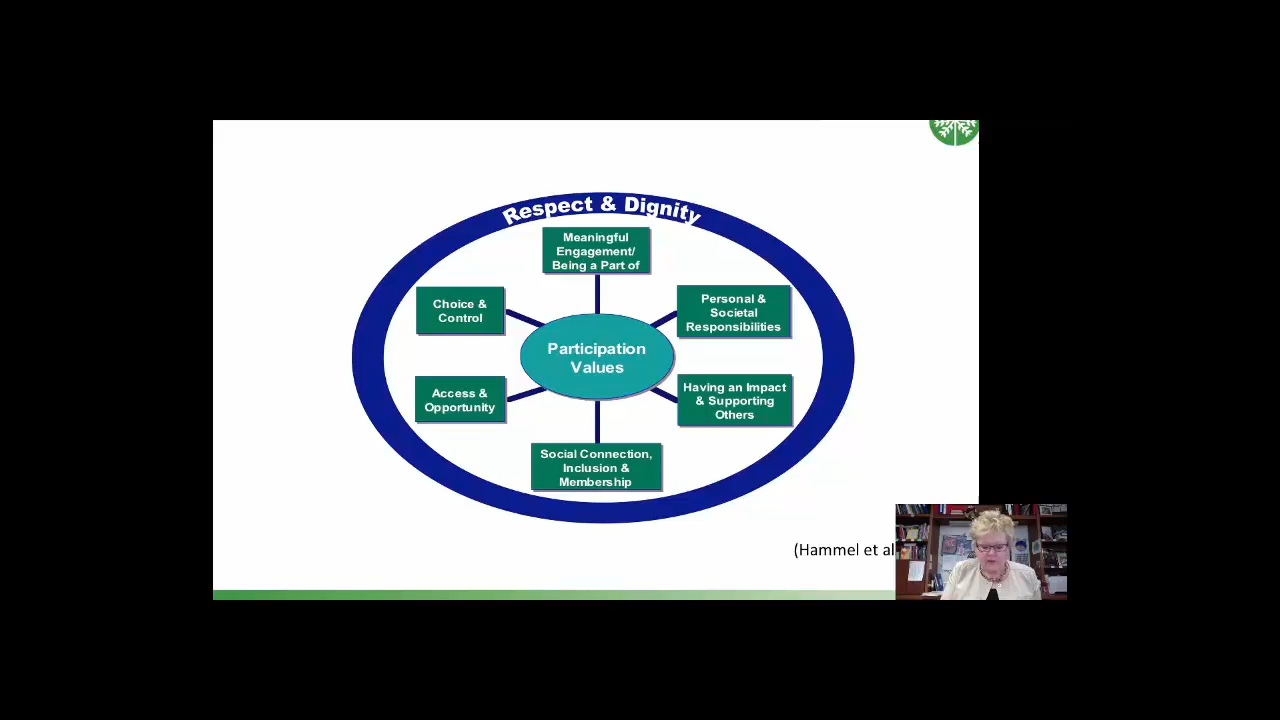 Respect & Dignity
Meaningful
Engagement/
Being a Part of
Choice &
Control
Personal &
Societal
Responsibilities
Participation
Values
Access &
Opportunity
Having an Impact
& Supporting
Others
Social Connection,
Inclusion &
Membership
(Hammel et al